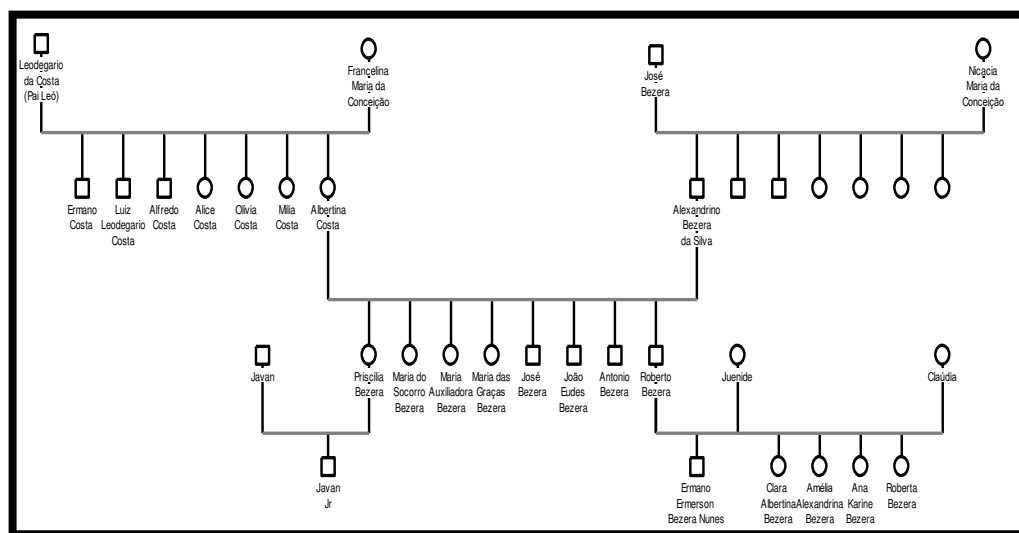 Leodegario
da Costa
(Pai Leó)
Françelina
Maria da
Conceição
José
Bezera
Nicacia
Maria da
Conceição
Ermano
Costa
Luiz
Leodegario
Costa
Alfredo
Costa
Alice
Costa
Olivia
Costa
Milia
Costa
Albertina
Costa
Alexandrino
Bezera
da Silva
Javan
Priscilia
Bezera
Maria do
Socorro
Bezera
Maria
Auxiliadora
Bezera
Maria das
Graças
Bezera
José
Bezera
João
Eudes
Bezera
Antonio
Bezera
Roberto
Bezera
Juenide
Claúdia
Javan
Jr
Ermano
Ermerson
Bezera Nunes
Clara
Albertina
Bezera
Amélia
Alexandrina
Bezera
Ana
Karine
Bezera
Roberta
Bezera